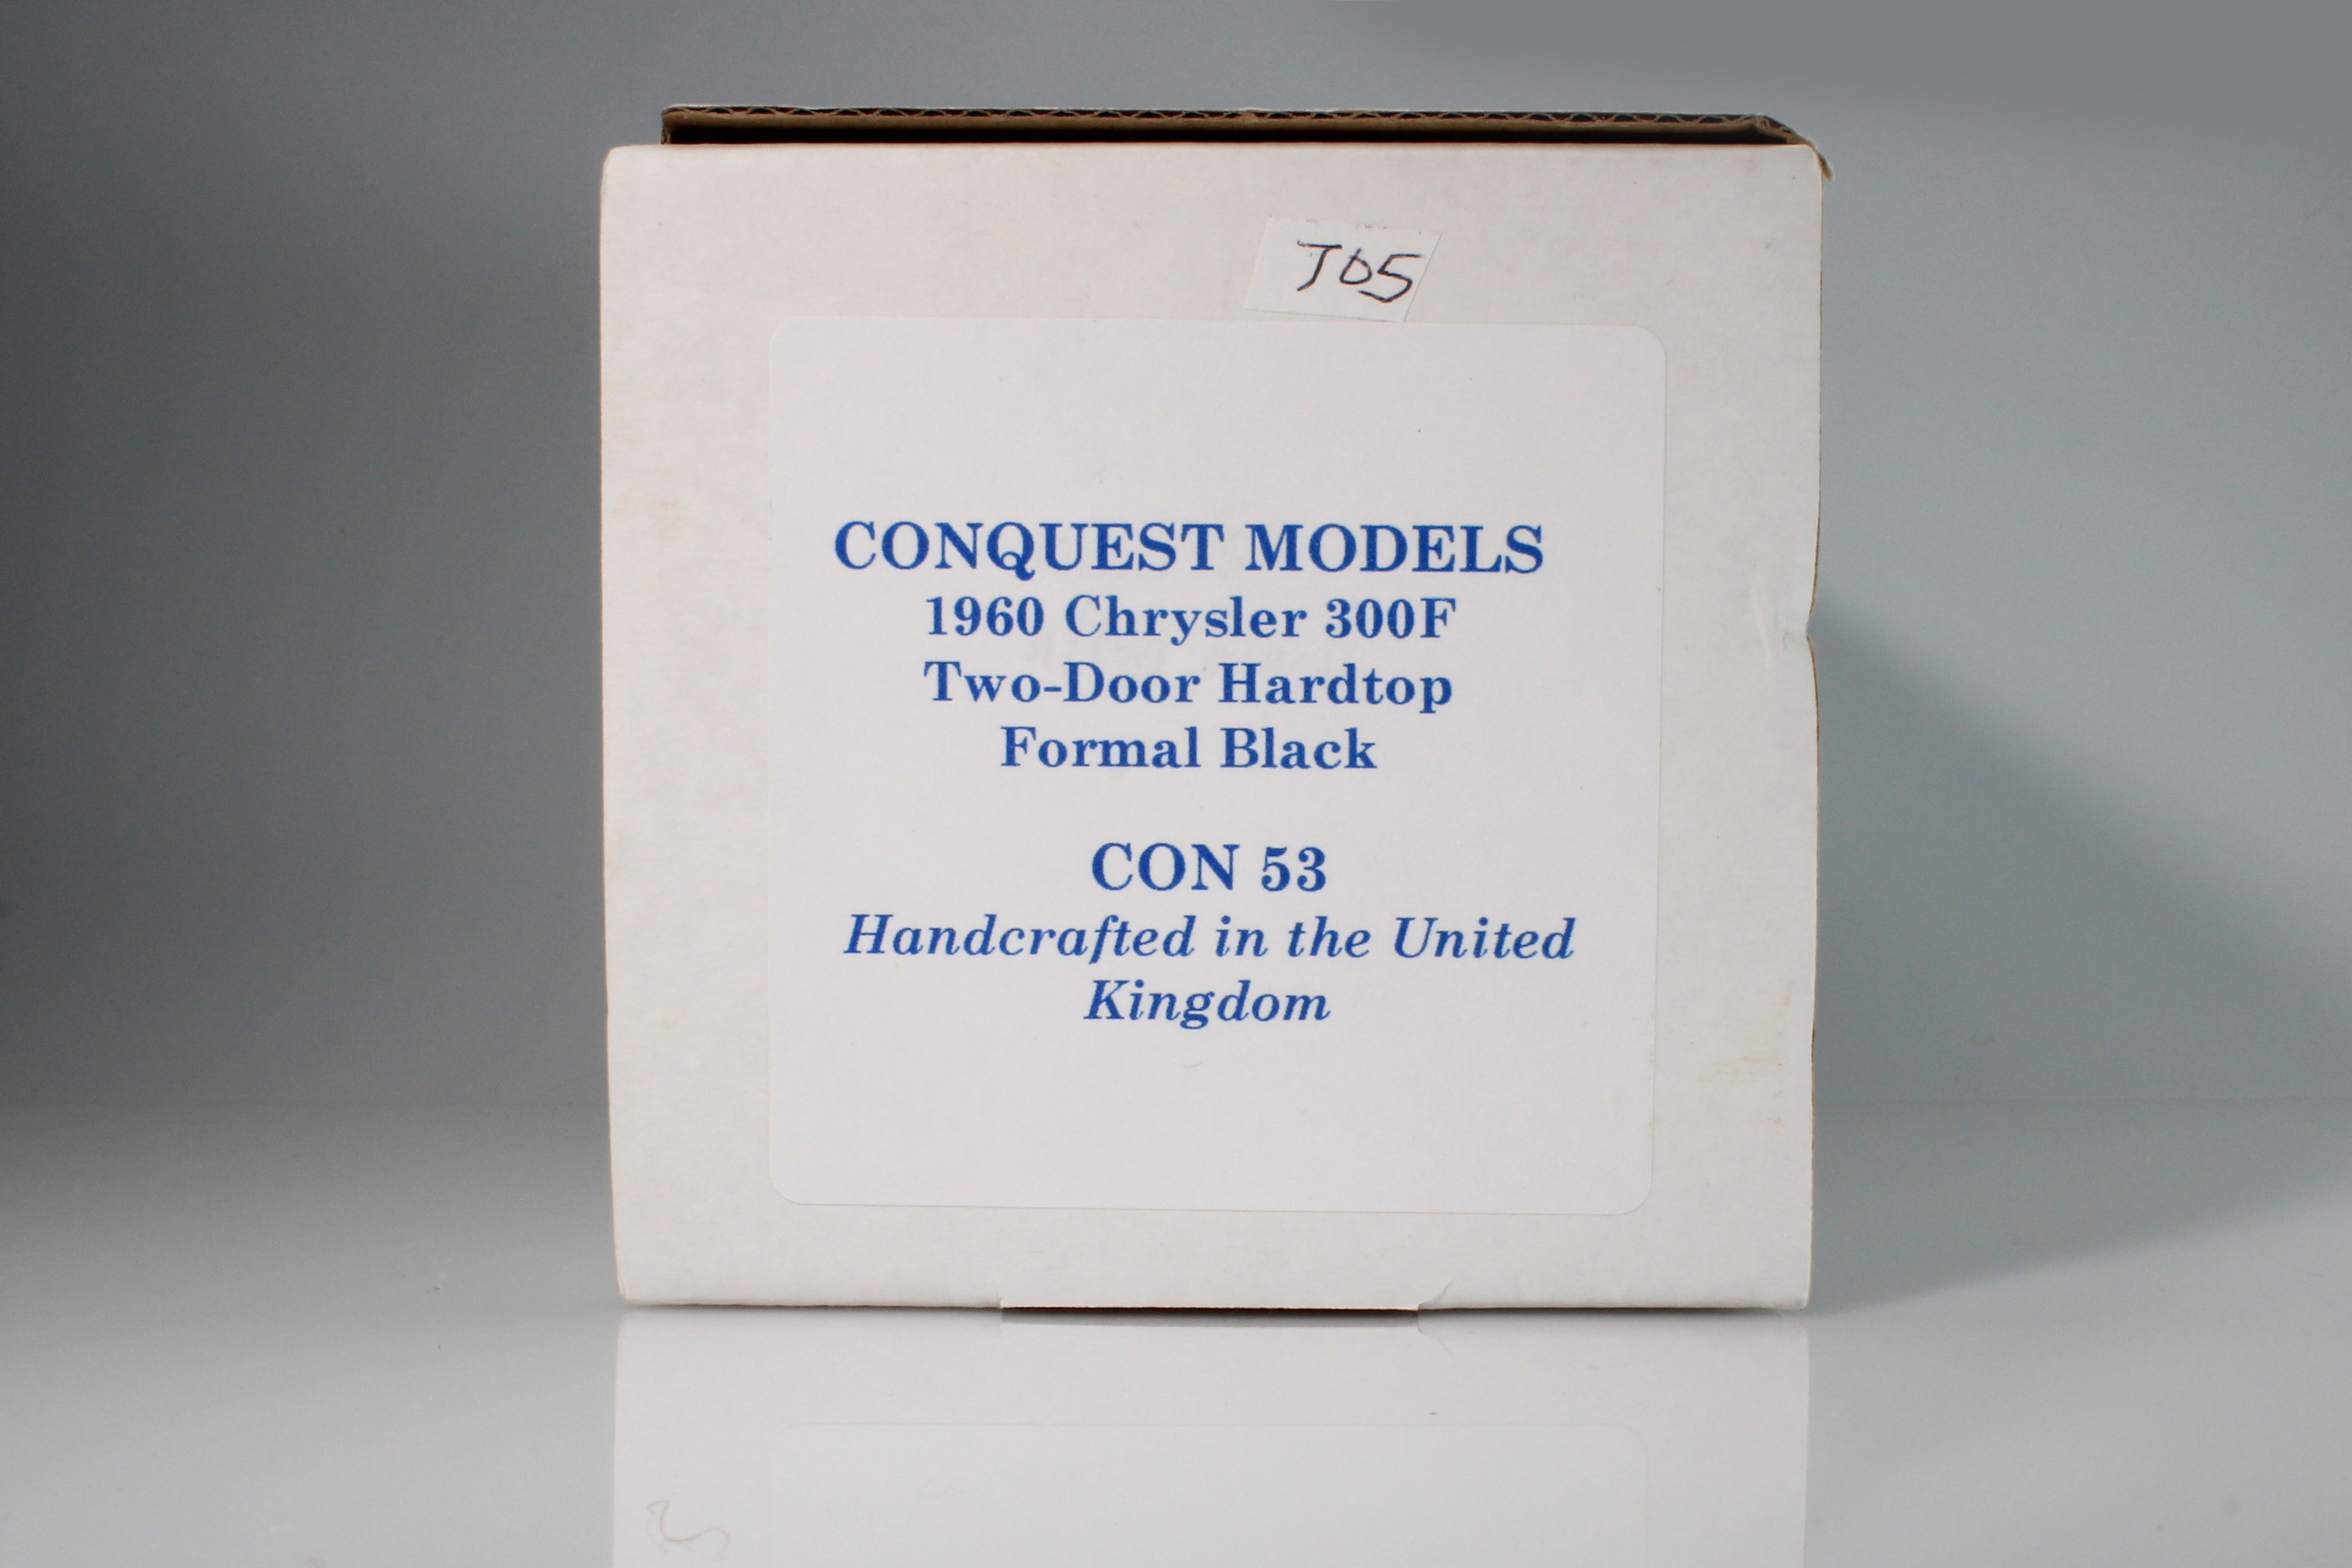 J05
CONQUEST MODELS
1960 Chrysler 300F
Two-Door Hardtop
Formal Black
CON 53
Handcrafted in the United
Kingdom